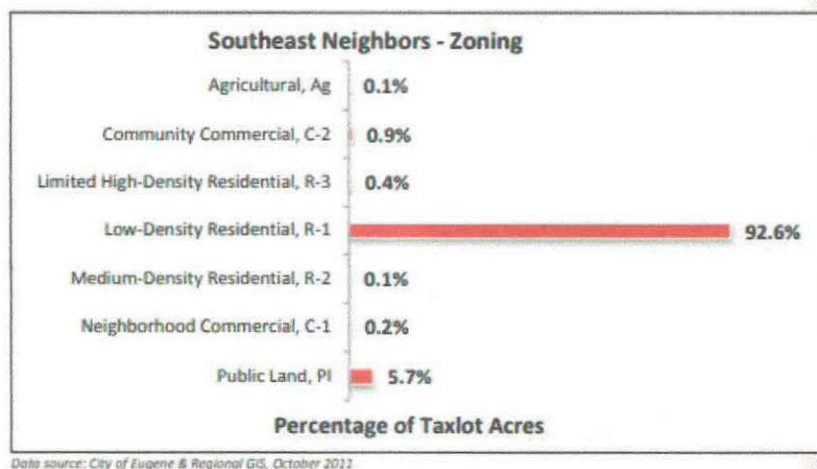 Southeast Neighbors - Zoning
Agricultural, Ag 0.1%
Community Commercial, C-2 0.9%
Limited High-Density Residential, R-3 0.4%
Low-Density Residential, R-1 92.6%
Medium-Density Residential, R-2 0.1%
Neighborhood Commercial, C-1 0.2%
Public Land, Pl 5.7%
Percentage of Taxlot Acres
Data source: City of Eugene & Regional GIS, October 2011